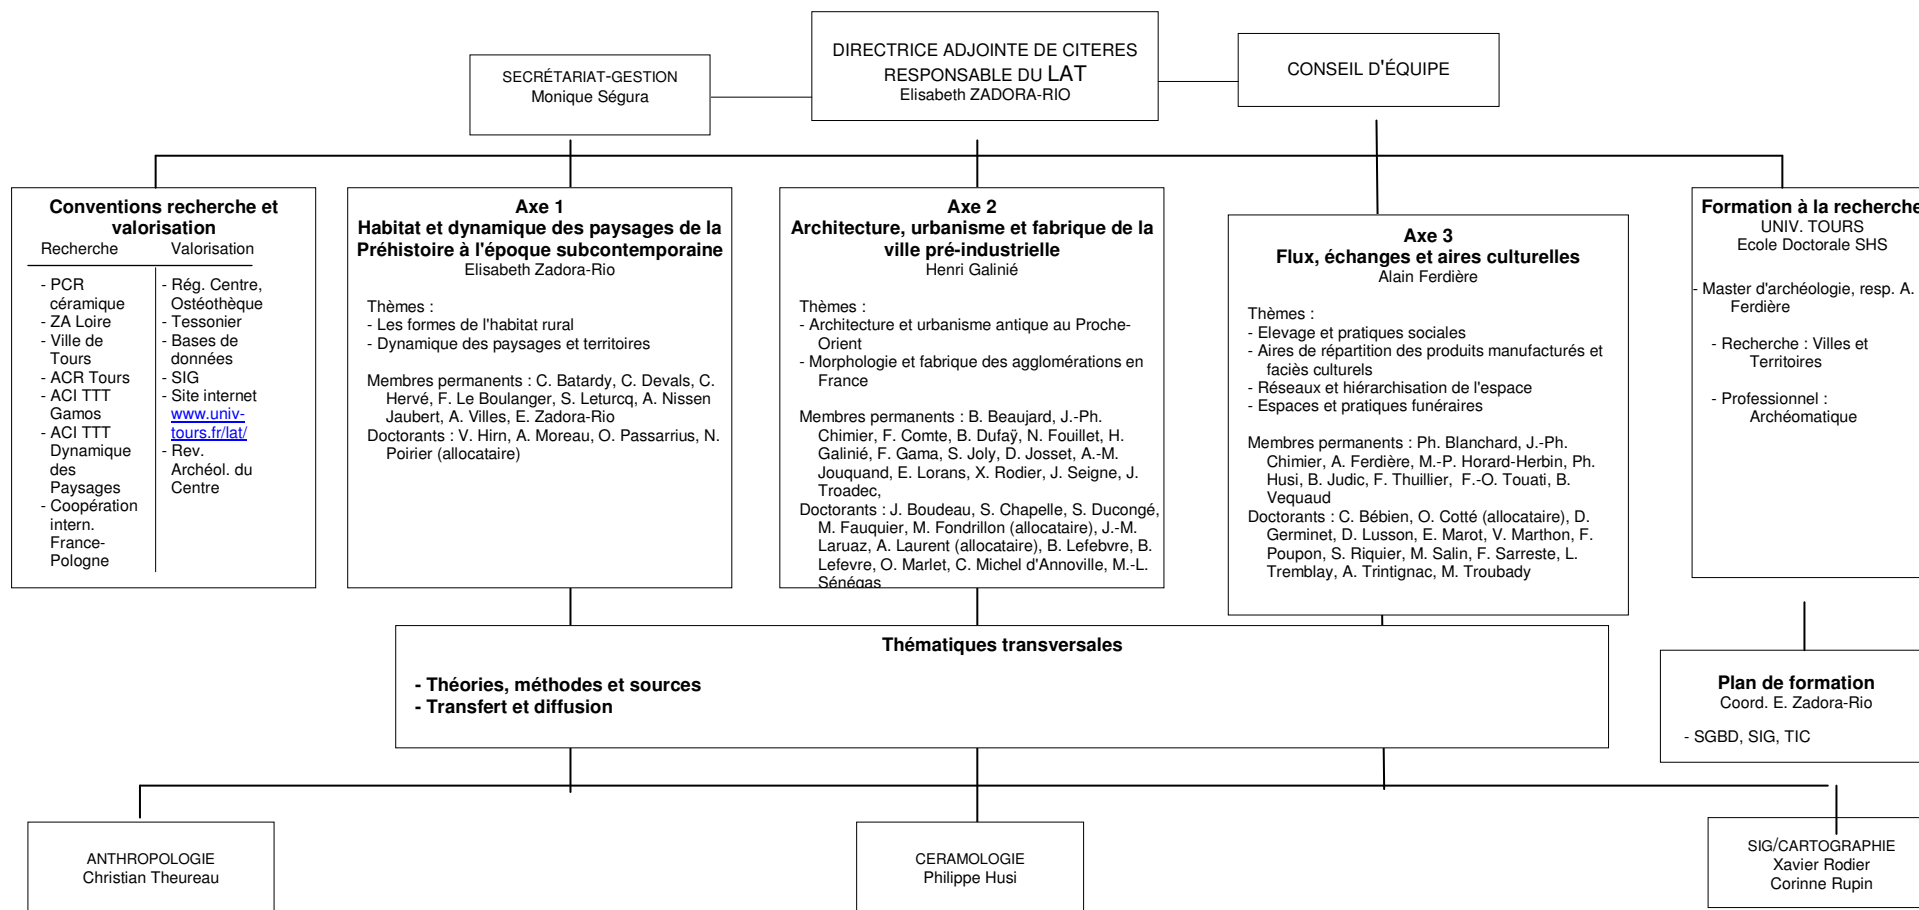 DIRECTRICE ADJOINTE DE CITERES
RESPONSABLE DU LAT
Elisabeth ZADORA-RIO
SECRÉTARIAT-GESTION
Monique Ségura
CONSEIL D'ÉQUIPE
Conventions recherche et
valorisation
Recherche
- PCR
céramique
- ZA Loire
- Ville de
Tours
- ACR Tours
- ACI TTT
Gamos
- ACI TTT
Dynamique
des
Paysages
- Coopération
intern.
France-
Pologne
Valorisation
- Rég. Centre,
Ostéothèque
- Tessonier
- Bases de
données
- SIG
- Site internet
www.univ-
tours.fr/lat/
- Rev.
Archéol. du
Centre
Axe 1
Habitat et dynamique des paysages de la
Préhistoire à l'époque subcontemporaine
Elisabeth Zadora-Rio
Thèmes :
- Les formes de l'habitat rural
- Dynamique des paysages et territoires
Membres permanents : C. Batardy, C. Devals, C.
Hervé, F. Le Boulanger, S. Leturcq, A. Nissen
Jaubert, A. Villes, E. Zadora-Rio
Doctorants : V. Hirn, A. Moreau, O. Passarrius, N.
Poirier (allocataire)
Axe 2
Architecture, urbanisme et fabrique de la
ville pré-industrielle
Henri Galinié
Thèmes :
- Architecture et urbanisme antique au Proche-
Orient
- Morphologie et fabrique des agglomérations en
France
Membres permanents : B. Beaujard, J.-Ph.
Chimier, F. Comte, B. Dufaÿ, N. Fouillet, H.
Galinié, F. Gama, S. Joly, D. Josset, A.-M.
Jouquand, E. Lorans, X. Rodier, J. Seigne, J.
Troadec,
Doctorants : J. Boudeau, S. Chapelle, S. Ducongé,
M. Fauquier, M. Fondrillon (allocataire), J.-M.
Laruaz, A. Laurent (allocataire), B. Lefebvre, B.
Lefevre, O. Marlet, C. Michel d'Annoville, M.-L.
Sénégas
Axe 3
Flux, échanges et aires culturelles
Alain Ferdière
Thèmes :
- Elevage et pratiques sociales
- Aires de répartition des produits manufacturés et
faciès culturels
- Réseaux et hiérarchisation de l'espace
- Espaces et pratiques funéraires
Membres permanents : Ph. Blanchard, J.-Ph.
Chimier, A. Ferdière, M.-P. Horard-Herbin, Ph.
Husi, B. Judic, F. Thuillier, F.-O. Touati, B.
Vequaud
Doctorants : C. Bébien, O. Cotté (allocataire), D.
Germinet, D. Lusson, E. Marot, V. Marthon, F.
Poupon, S. Riquier, M. Salin, F. Sarreste, L.
Tremblay, A. Trintignac, M. Troubady
Formation à la recherche
UNIV. TOURS
Ecole Doctorale SHS
- Master d'archéologie, resp. A.
Ferdière
- Recherche : Villes et
Territoires
- Professionnel :
Archéomatique
Thématiques transversales
- Théories, méthodes et sources
- Transfert et diffusion
Plan de formation
Coord. E. Zadora-Rio
- SGBD, SIG, TIC
ANTHROPOLOGIE
Christian Theureau
CERAMOLOGIE
Philippe Husi
SIG/CARTOGRAPHIE
Xavier Rodier
Corinne Rupin